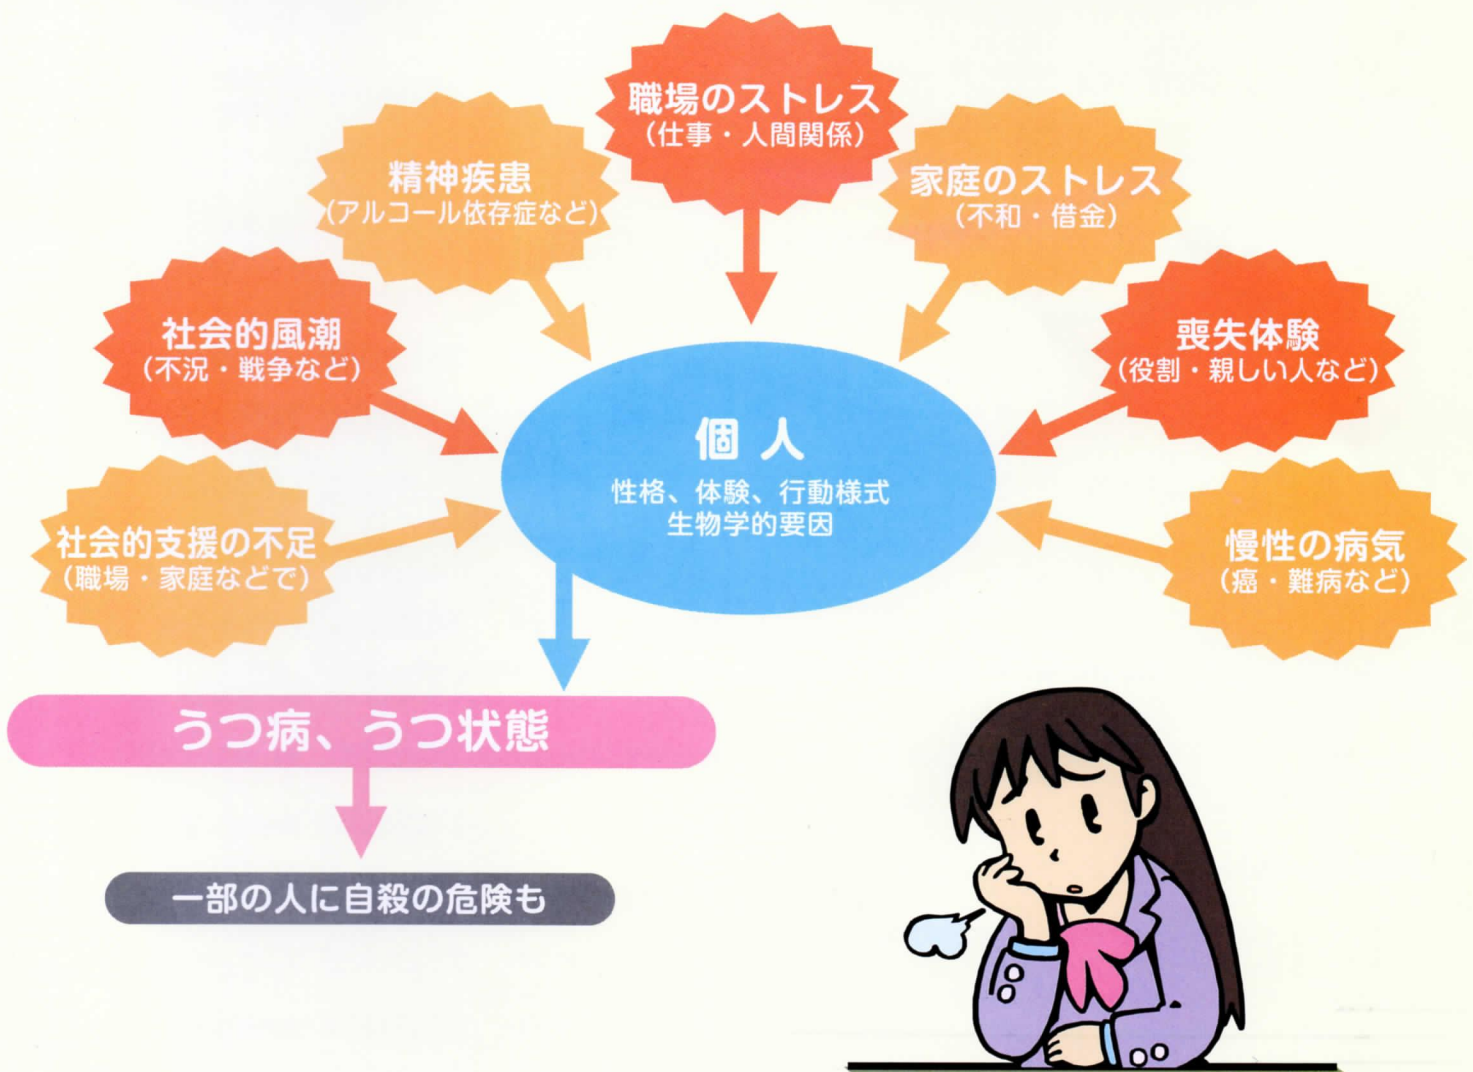 職場のストレス
(仕事・人間関係)
精神疾患
(アルコール依存症など)
家庭のストレス
(不和・借金)
社会的風潮
(不況・戦争など)
喪失体験
(役割・親しい人など)
社会的支援の不足
(職場・家庭などで)
慢性の病気
(癌・難病など)
個人
性格、体験、行動様式
生物学的要因
うつ病、うつ状態
一部の人に自殺の危険も